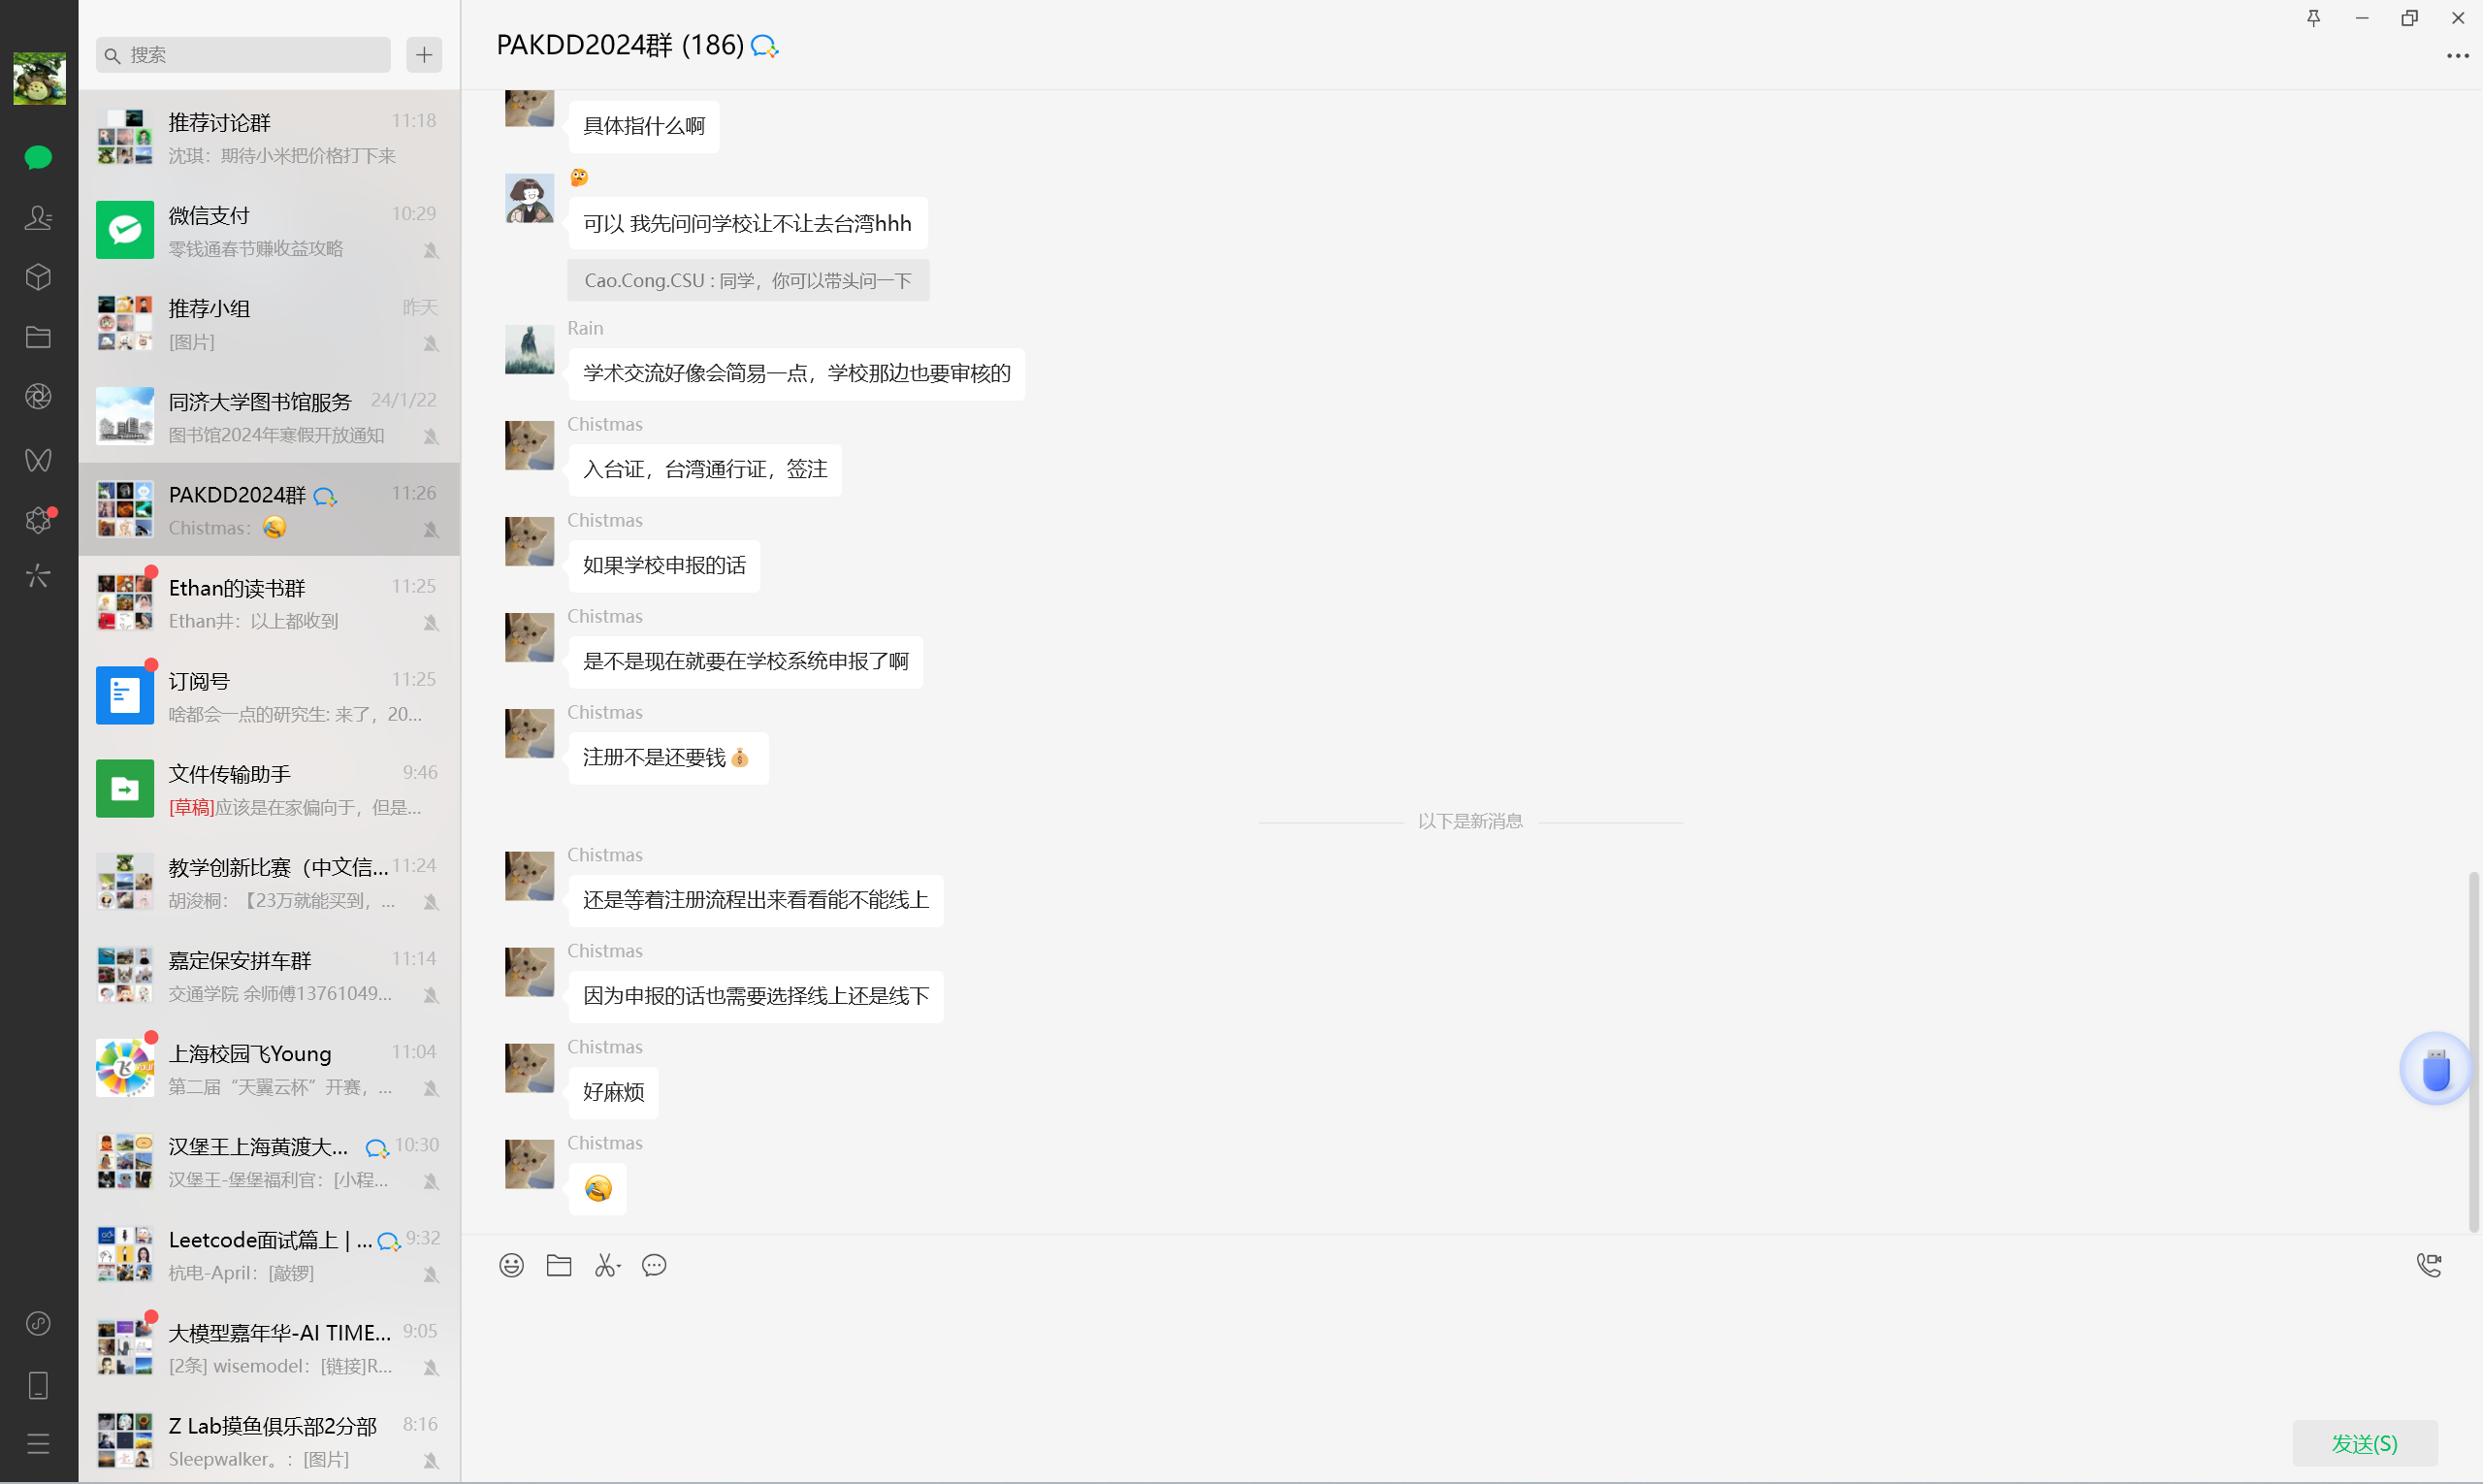 搜索
推荐讨论群 11:18
沈琪：期待小米把价格打下来
微信支付 10:29
零钱通春节赚收益攻略
推荐小组 昨天
[图片]
同济大学图书馆服务 24/1/22
图书馆2024年寒假开放通知
PAKDD2024群 11:26
Chistmas：
Ethan的读书群 11:25
Ethan井：以上都收到
订阅号 11:25
啥都会一点的研究生: 来了，20...
文件传输助手 9:46
[草稿]应该是在家偏向于，但是...
教学创新比赛（中文信... 11:24
胡浚桐：【23万就能买到，...
嘉定保安拼车群 11:14
交通学院 余师傅13761049...
上海校园飞Young 11:04
第二届“天翼云杯”开赛，...
汉堡王上海黄渡大... 10:30
汉堡王-堡堡福利官：[小程...
Leetcode面试篇上 | ... 9:32
杭电-April：[敲锣]
大模型嘉年华-AI TIME... 9:05
[2条] wisemodel：[链接]R...
Z Lab摸鱼俱乐部2分部 8:16
Sleepwalker。：[图片]
PAKDD2024群 (186)
具体指什么啊
可以 我先问问学校让不让去台湾hhh
Cao.Cong.CSU : 同学，你可以带头问一下
Rain
学术交流好像会简易一点，学校那边也要审核的
Chistmas
入台证，台湾通行证，签注
Chistmas
如果学校申报的话
Chistmas
是不是现在就要在学校系统申报了啊
Chistmas
注册不是还要钱💰
以下是新消息
Chistmas
还是等着注册流程出来看看能不能线上
Chistmas
因为申报的话也需要选择线上还是线下
Chistmas
好麻烦
Chistmas
发送(S)